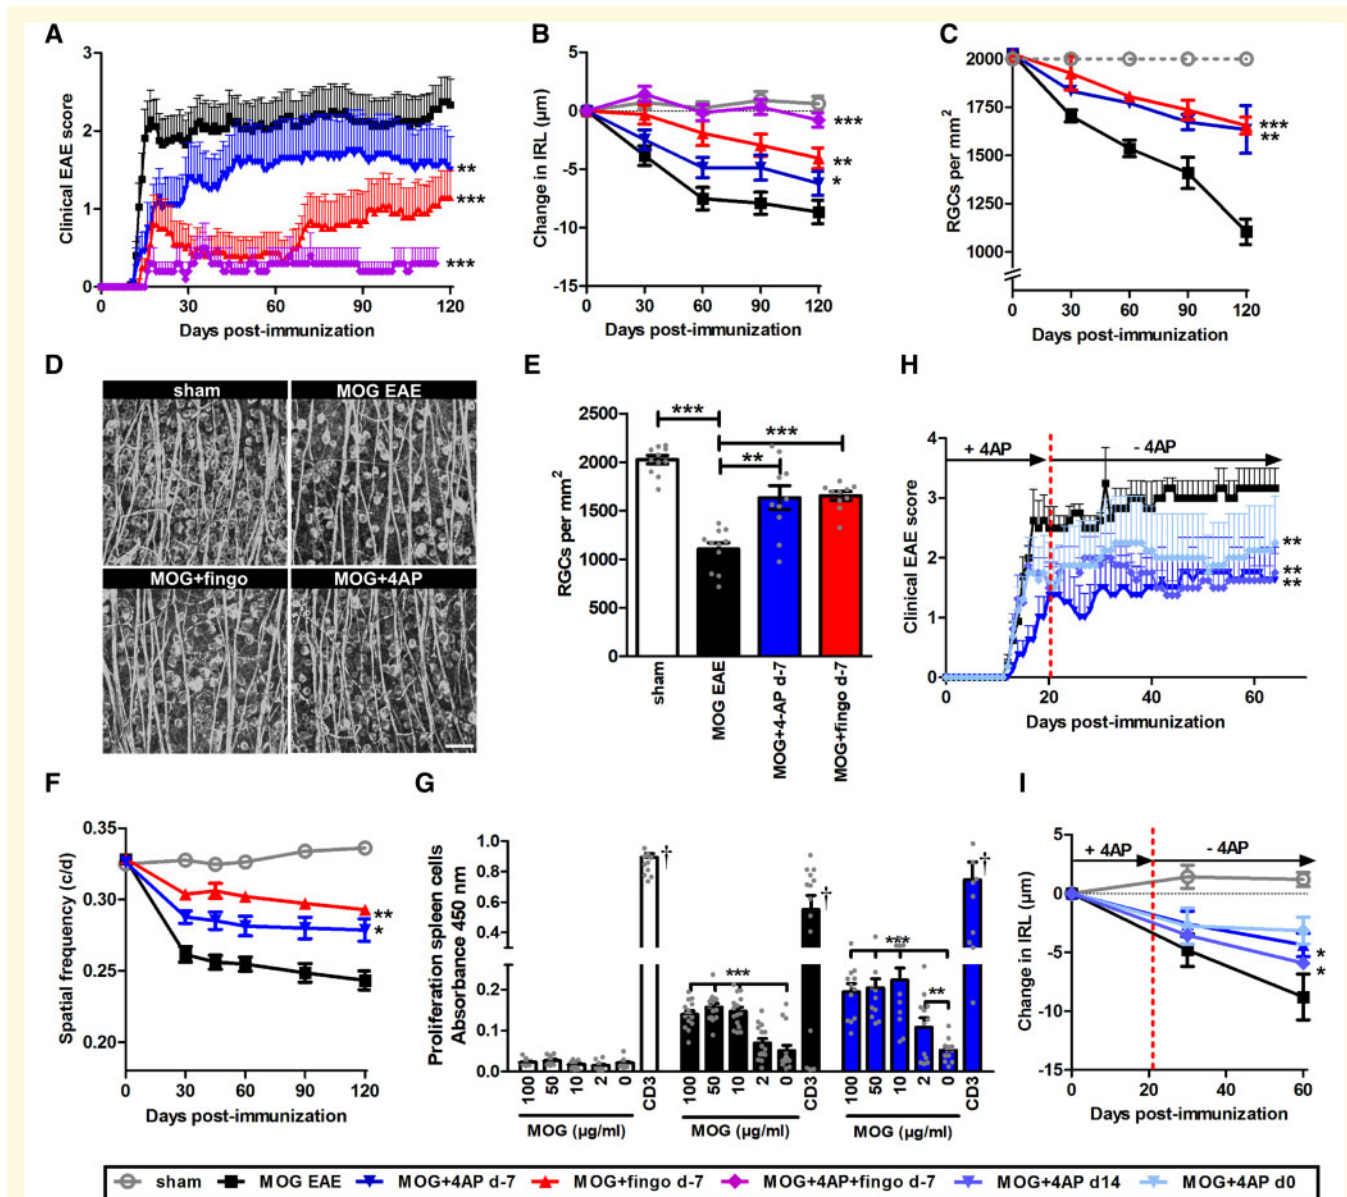 A
Clinical EAE score
3
2
1
0
0 30 60 90 120
Days post-immunization
**
***
***
B
Change in IRL (µm)
5
0
-5
-10
-15
0 30 60 90 120
Days post-immunization
***
**
*
C
RGCs per mm²
2000
1750
1500
1250
1000
0 30 60 90 120
Days post-immunization
***
**
D
sham
MOG EAE
MOG+fingo
MOG+4AP
E
RGCs per mm²
2500
2000
1500
1000
500
0
***
***
**
sham
MOG EAE
MOG+4-AP d-7
MOG+fingo d-7
H
Clinical EAE score
4
3
2
1
0
+ 4AP
- 4AP
0 20 40 60
Days post-immunization
**
**
**
F
Spatial frequency (c/d)
0.35
0.30
0.25
0.20
0 30 60 90 120
Days post-immunization
**
*
G
Proliferation spleen cells
Absorbance 450 nm
1.0
0.8
0.6
0.4
0.2
0.1
0.0
†
***
†
***
**
†
100 50 10 2 0 CD3
100 50 10 2 0 CD3
100 50 10 2 0 CD3
MOG (µg/ml)
MOG (µg/ml)
MOG (µg/ml)
I
Change in IRL (µm)
5
0
-5
-10
-15
+ 4AP
- 4AP
0 10 20 30 40 50 60
Days post-immunization
*
*
sham MOG EAE MOG+4AP d-7 MOG+fingo d-7 MOG+4AP+fingo d-7 MOG+4AP d14 MOG+4AP d0